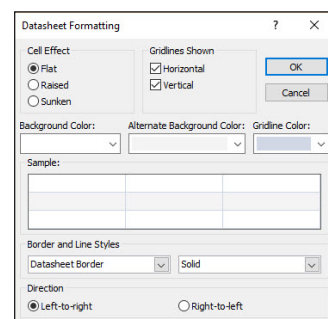 Datasheet Formatting ? ×
Cell Effect
Flat
Raised
Sunken
Gridlines Shown
Horizontal
Vertical
OK
Cancel
Background Color: Alternate Background Color: Gridline Color:
Sample:
Border and Line Styles
Datasheet Border Solid
Direction
Left-to-right Right-to-left